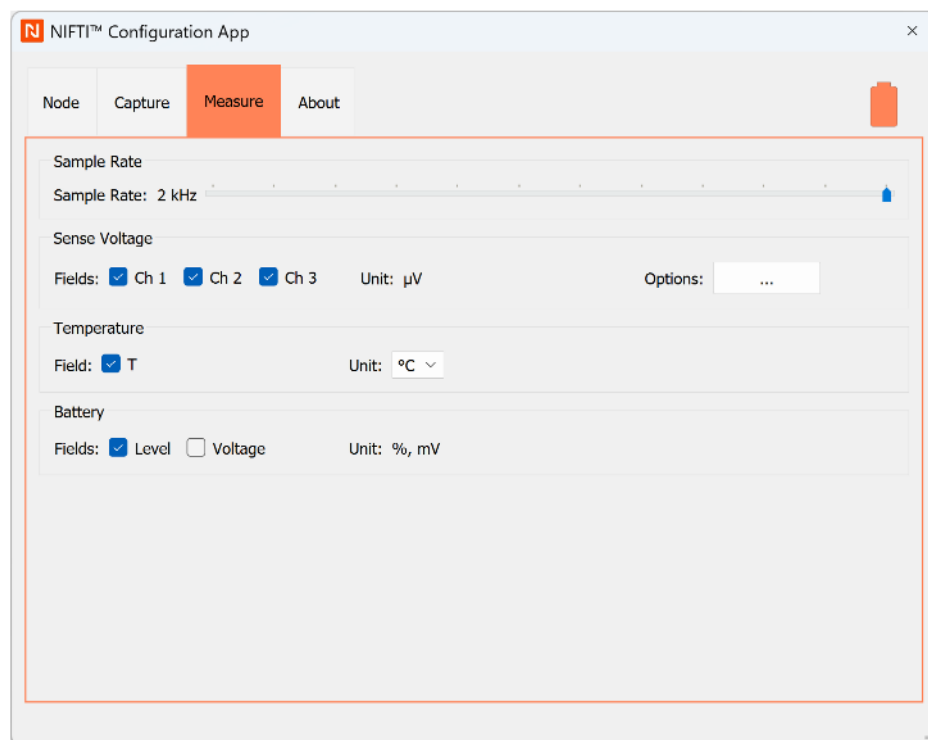 N NIFTI™ Configuration App
Node Capture Measure About
Sample Rate
Sample Rate: 2 kHz
Sense Voltage
Fields: Ch 1 Ch 2 Ch 3 Unit: µV Options: ...
Temperature
Field: T Unit: °C
Battery
Fields: Level Voltage Unit: %, mV